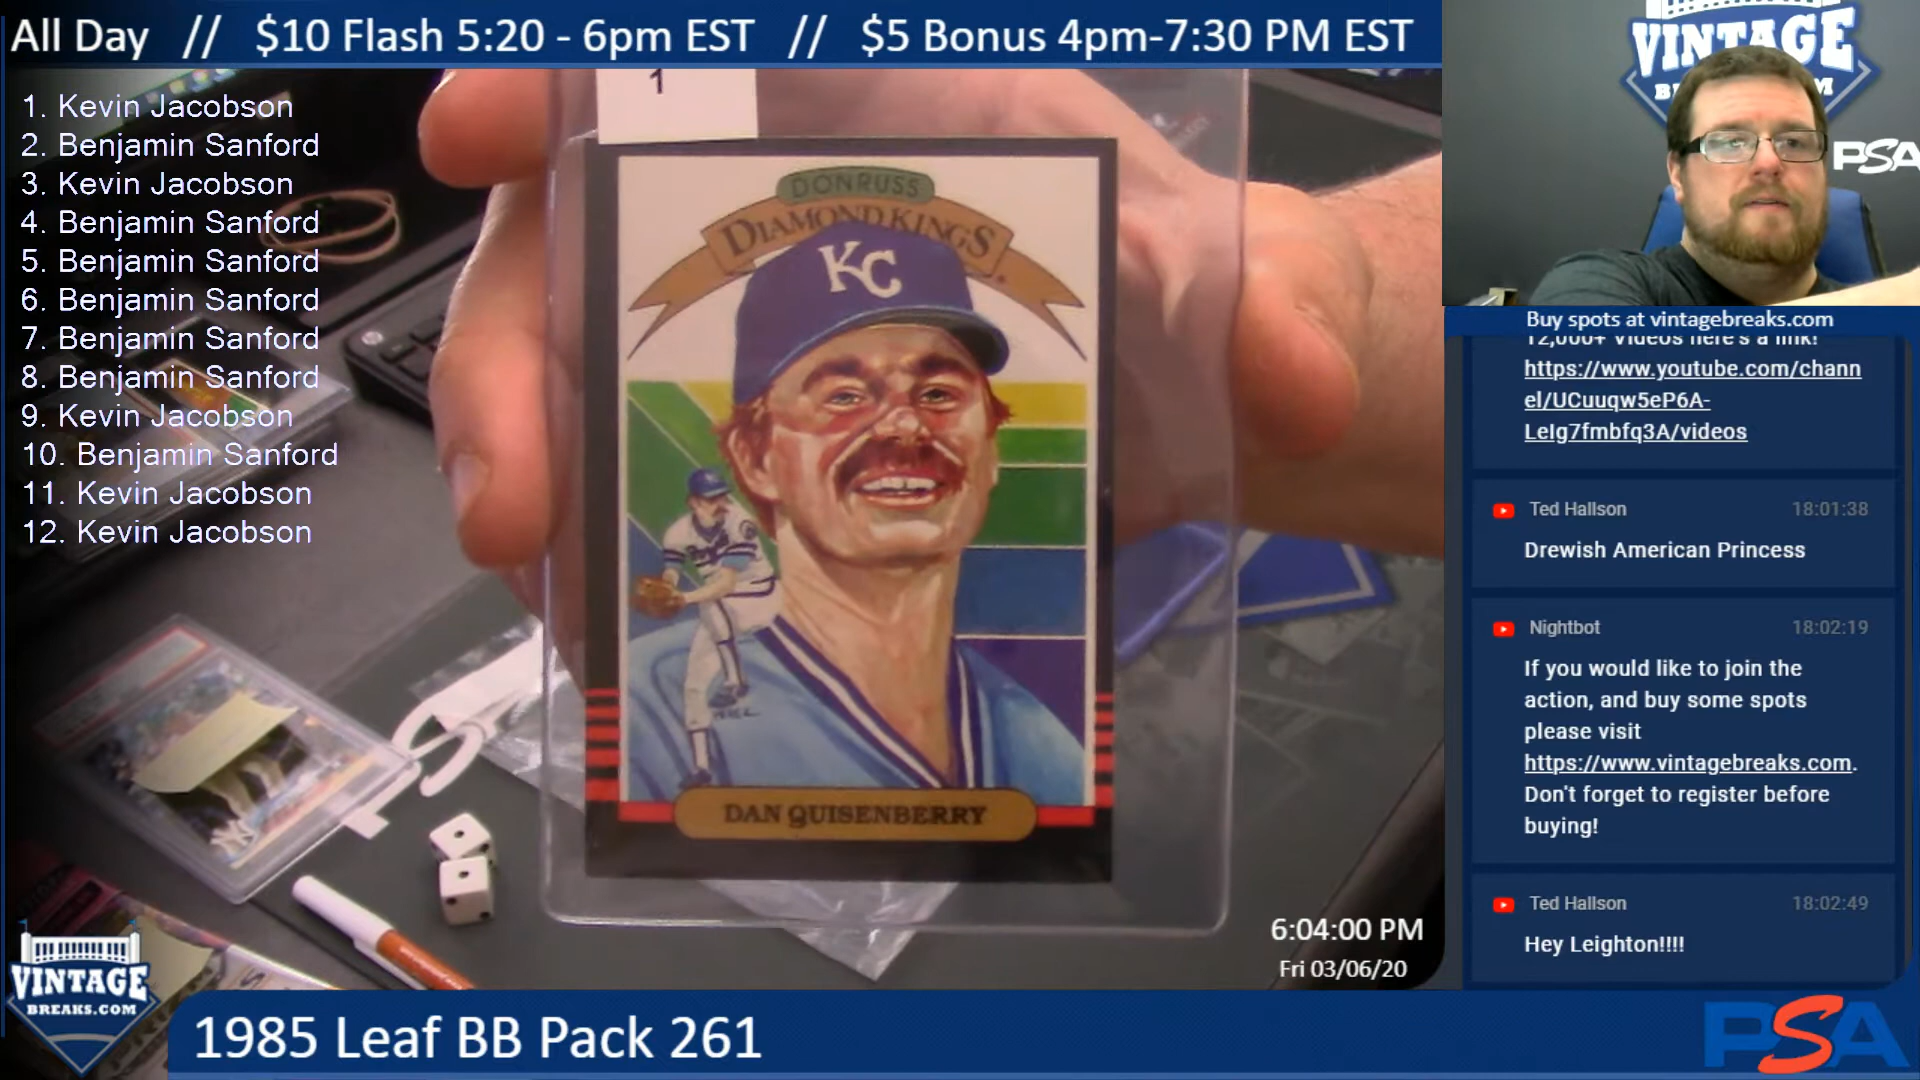 All Day // $10 Flash 5:20 - 6pm EST // $5 Bonus 4pm-7:30 PM EST
1. Kevin Jacobson
2. Benjamin Sanford
3. Kevin Jacobson
4. Benjamin Sanford
5. Benjamin Sanford
6. Benjamin Sanford
7. Benjamin Sanford
8. Benjamin Sanford
9. Kevin Jacobson
10. Benjamin Sanford
11. Kevin Jacobson
12. Kevin Jacobson
1
DONRUSS
DIAMOND KINGS
KC
DAN QUISENBERRY
VINTAGE
PSA
Buy spots at vintagebreaks.com
12,000+ videos here's a link!
https://www.youtube.com/chann
el/UCuuqw5eP6A-
LeIg7fmbfq3A/videos
Ted Hallson 18:01:38
Drewish American Princess
Nightbot 18:02:19
If you would like to join the
action, and buy some spots
please visit
https://www.vintagebreaks.com.
Don't forget to register before
buying!
Ted Hallson 18:02:49
Hey Leighton!!!!
6:04:00 PM
Fri 03/06/20
VINTAGE
BREAKS.COM
1985 Leaf BB Pack 261
PSA